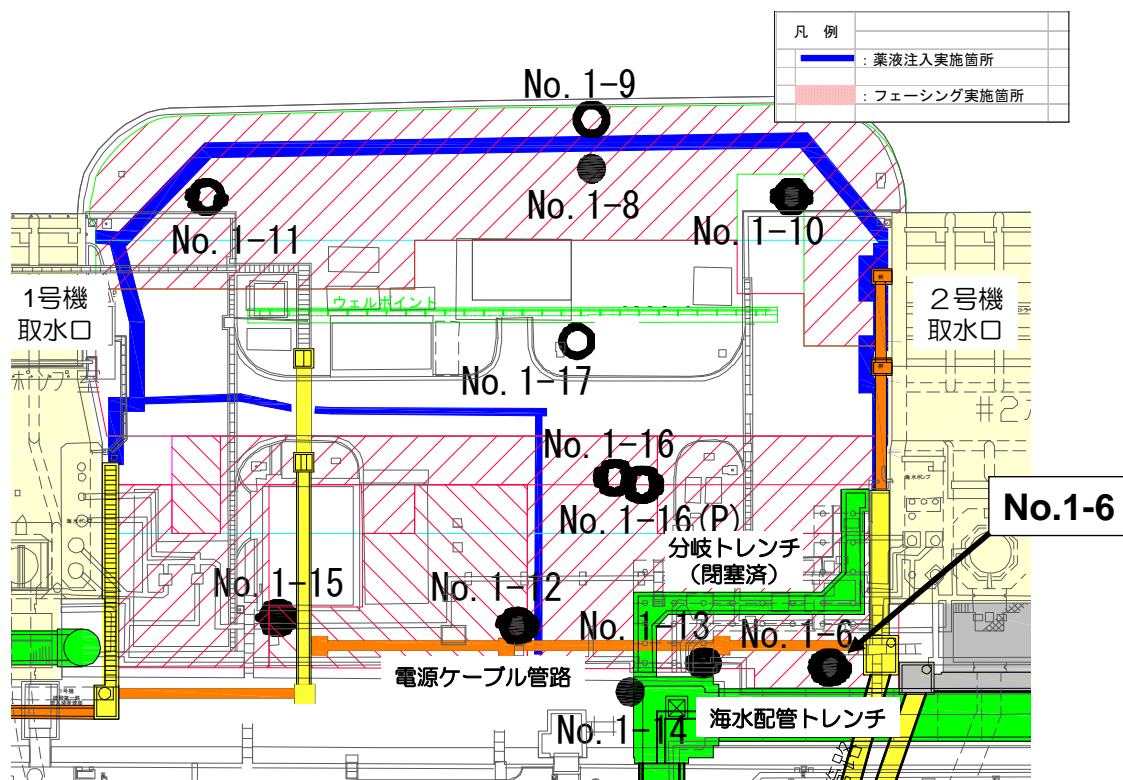 凡 例
：薬液注入実施箇所
：フェーシング実施箇所
No. 1-9
No. 1-8
No. 1-11
No. 1-10
1号機
取水口
ウェルポイント
2号機
取水口
No. 1-17
No. 1-16
No. 1-16(P)
No.1-6
分岐トレンチ
（閉塞済）
No. 1-15
No. 1-12
No. 1-13
No. 1-6
電源ケーブル管路
海水配管トレンチ
No. 1-14
海水ポンプ